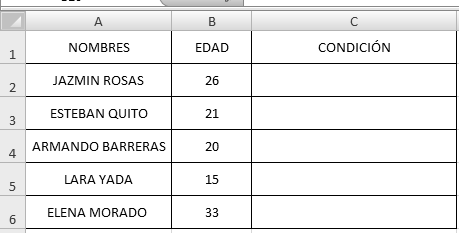 A B C
1 NOMBRES EDAD CONDICIÓN
2 JAZMIN ROSAS 26
3 ESTEBAN QUITO 21
4 ARMANDO BARRERAS 20
5 LARA YADA 15
6 ELENA MORADO 33